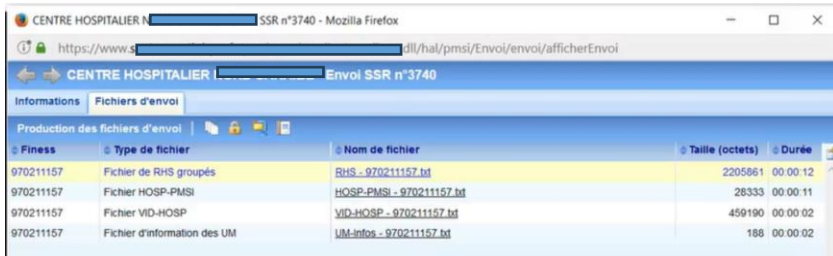 CENTRE HOSPITALIER N SSR n°3740 - Mozilla Firefox
https://www.s dll/hal/pmsi/Envoi/envoi/afficherEnvoi
CENTRE HOSPITALIER Envoi SSR n°3740
Informations Fichiers d'envoi
Production des fichiers d'envoi
Finess Type de fichier Nom de fichier Taille (octets) Durée
970211157 Fichier de RHS groupés RHS - 970211157.txt 2205861 00:00:12
970211157 Fichier HOSP-PMSI HOSP-PMSI - 970211157.txt 28333 00:00:11
970211157 Fichier VID-HOSP VID-HOSP - 970211157.txt 459190 00:00:02
970211157 Fichier d'information des UM UM-infos - 970211157.txt 188 00:00:02